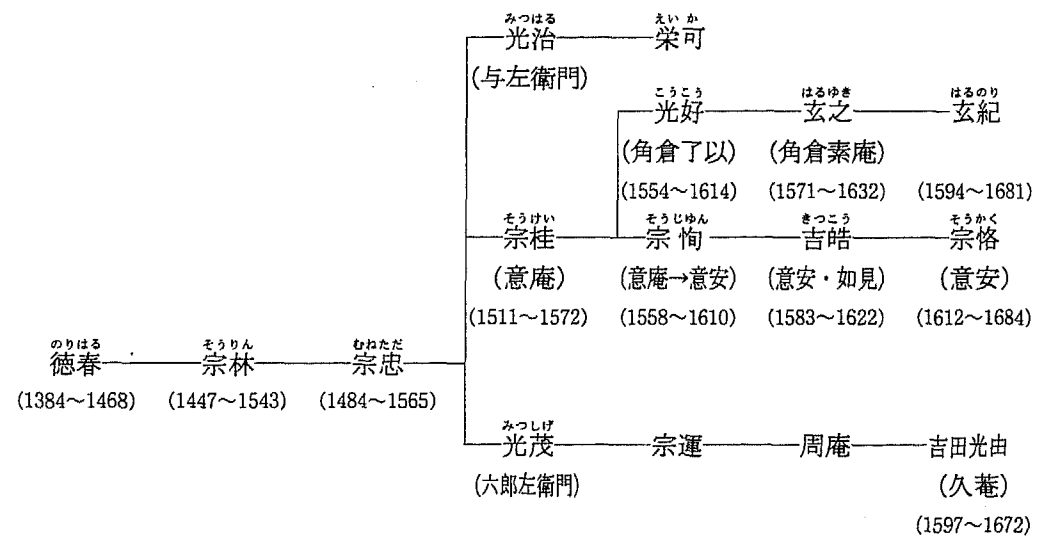 みつはる えいか
光治 栄可
(与左衛門)
こうこう はるゆき はるのり
光好 玄之 玄紀
(角倉了以) (角倉素庵)
(1554〜1614) (1571〜1632) (1594〜1681)
そうけい そうじゆん きつこう そうかく
宗桂 宗恂 吉皓 宗恪
(意庵) (意庵→意安) (意安・如見) (意安)
(1511〜1572) (1558〜1610) (1583〜1622) (1612〜1684)
のりはる そうりん むねただ
徳春 宗林 宗忠
(1384〜1468) (1447〜1543) (1484〜1565)
みつしげ
光茂 宗運 周庵 吉田光由
(六郎左衛門) (久菴)
(1597〜1672)